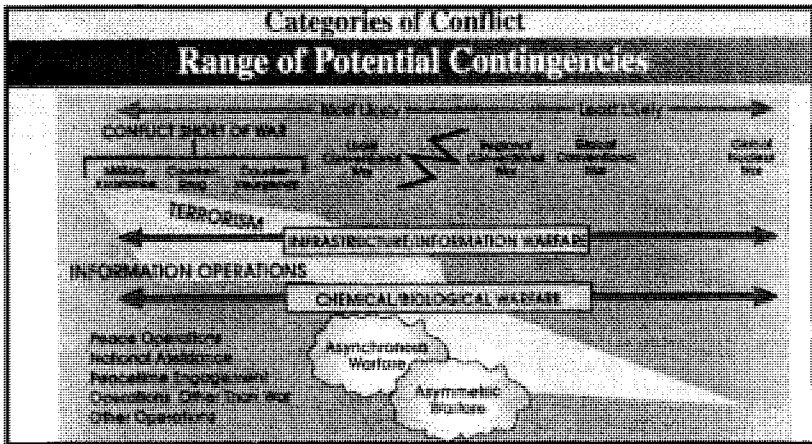 Categories of Conflict
Range of Potential Contingencies
Most Likely
Least Likely
CONFLICT SHORT OF WAR
Military Assistance
Counter-Drug
Counter-Insurgency
Local Conventional War
Regional Conventional War
Global Conventional War
Global Nuclear War
TERRORISM
INFRASTRUCTURE/INFORMATION WARFARE
INFORMATION OPERATIONS
CHEMICAL/BIOLOGICAL WARFARE
Peace Operations
National Assistance
Peacetime Engagement
Operations Other Than War
Other Operations
Asynchronous
Warfare
Asymmetric
Warfare